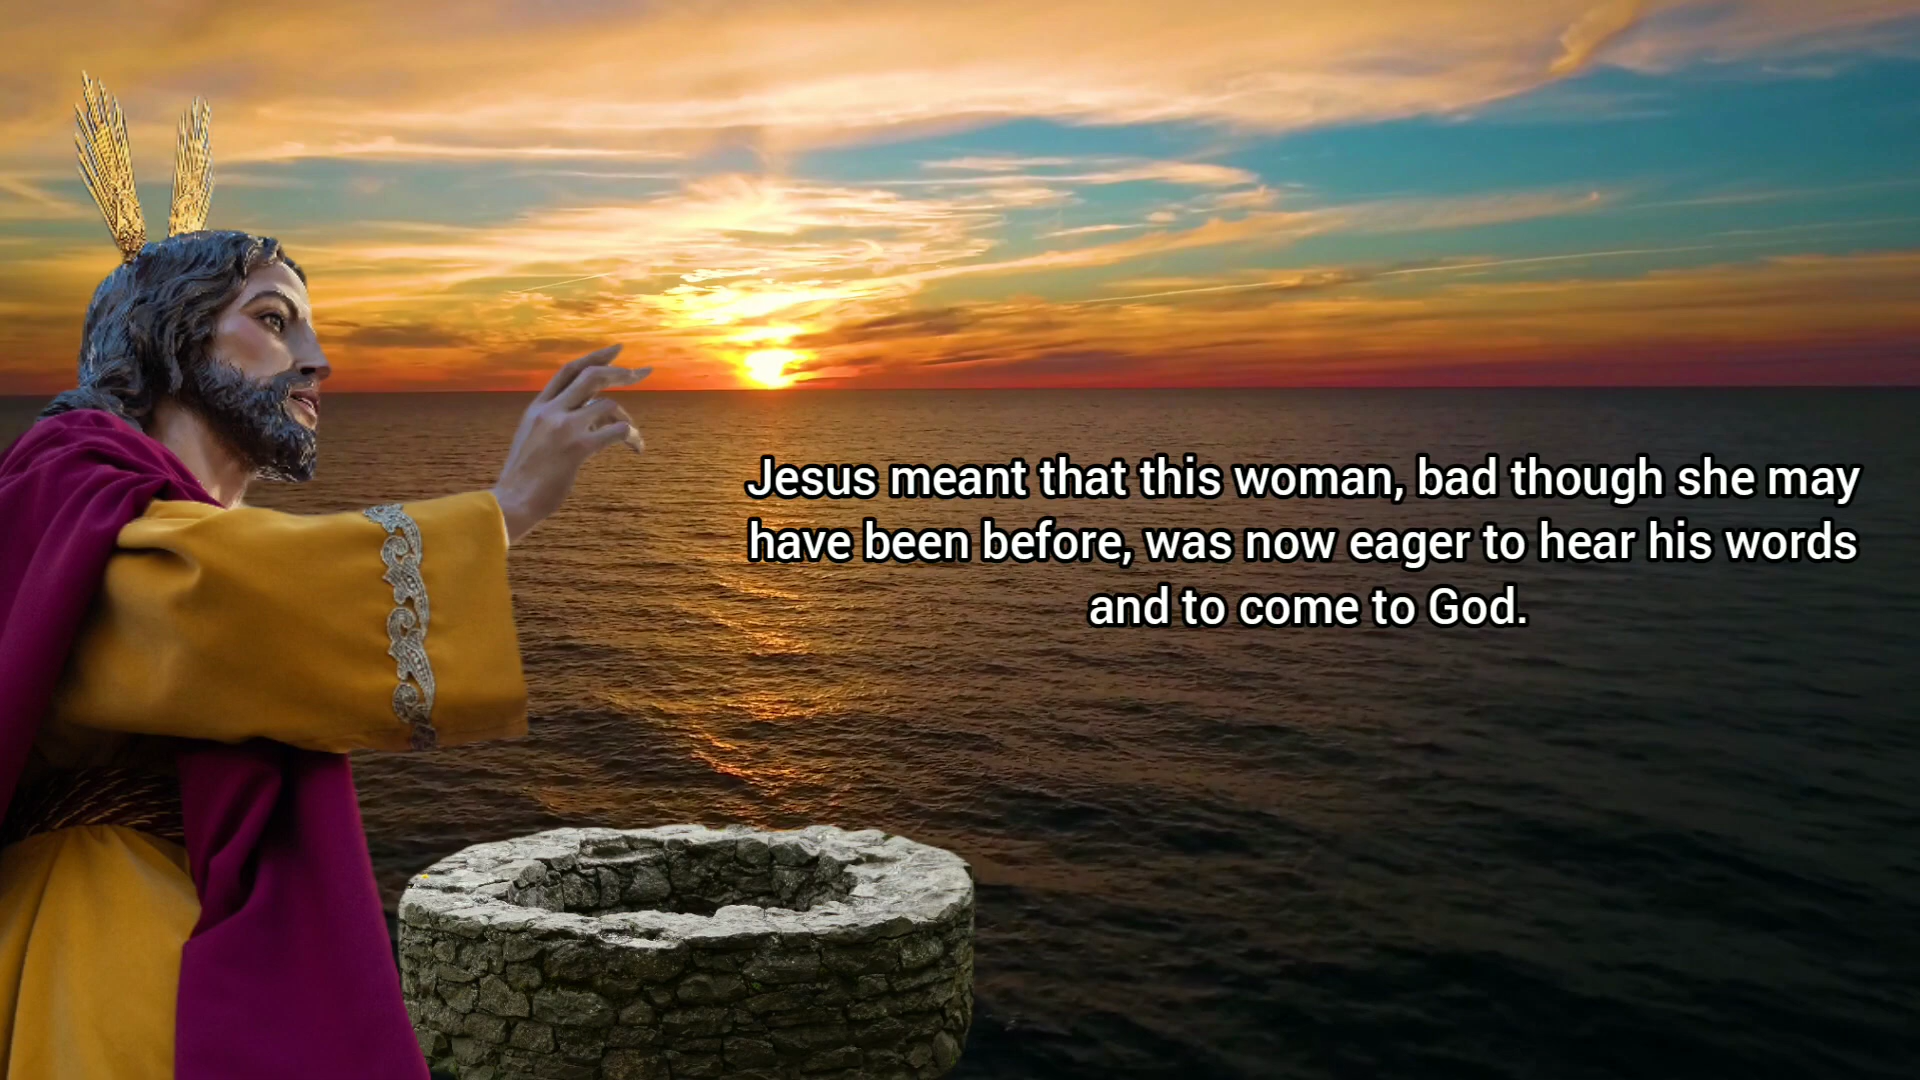 Jesus meant that this woman, bad though she may
have been before, was now eager to hear his words
and to come to God.